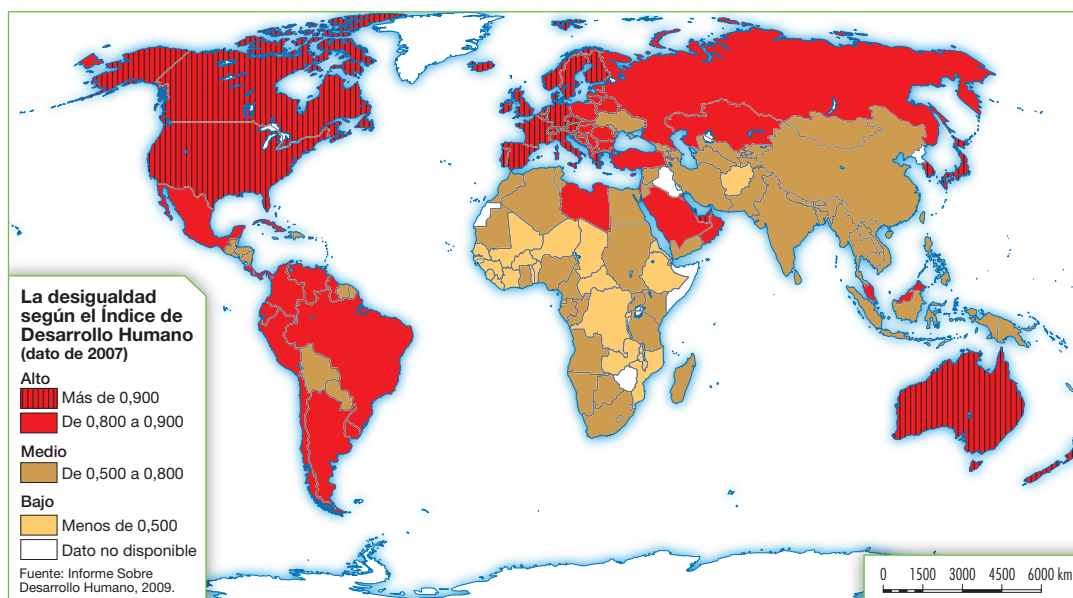 La desigualdad
según el Índice de
Desarrollo Humano
(dato de 2007)
Alto
Más de 0,900
De 0,800 a 0,900
Medio
De 0,500 a 0,800
Bajo
Menos de 0,500
Dato no disponible
Fuente: Informe Sobre
Desarrollo Humano, 2009.
0 1500 3000 4500 6000 km